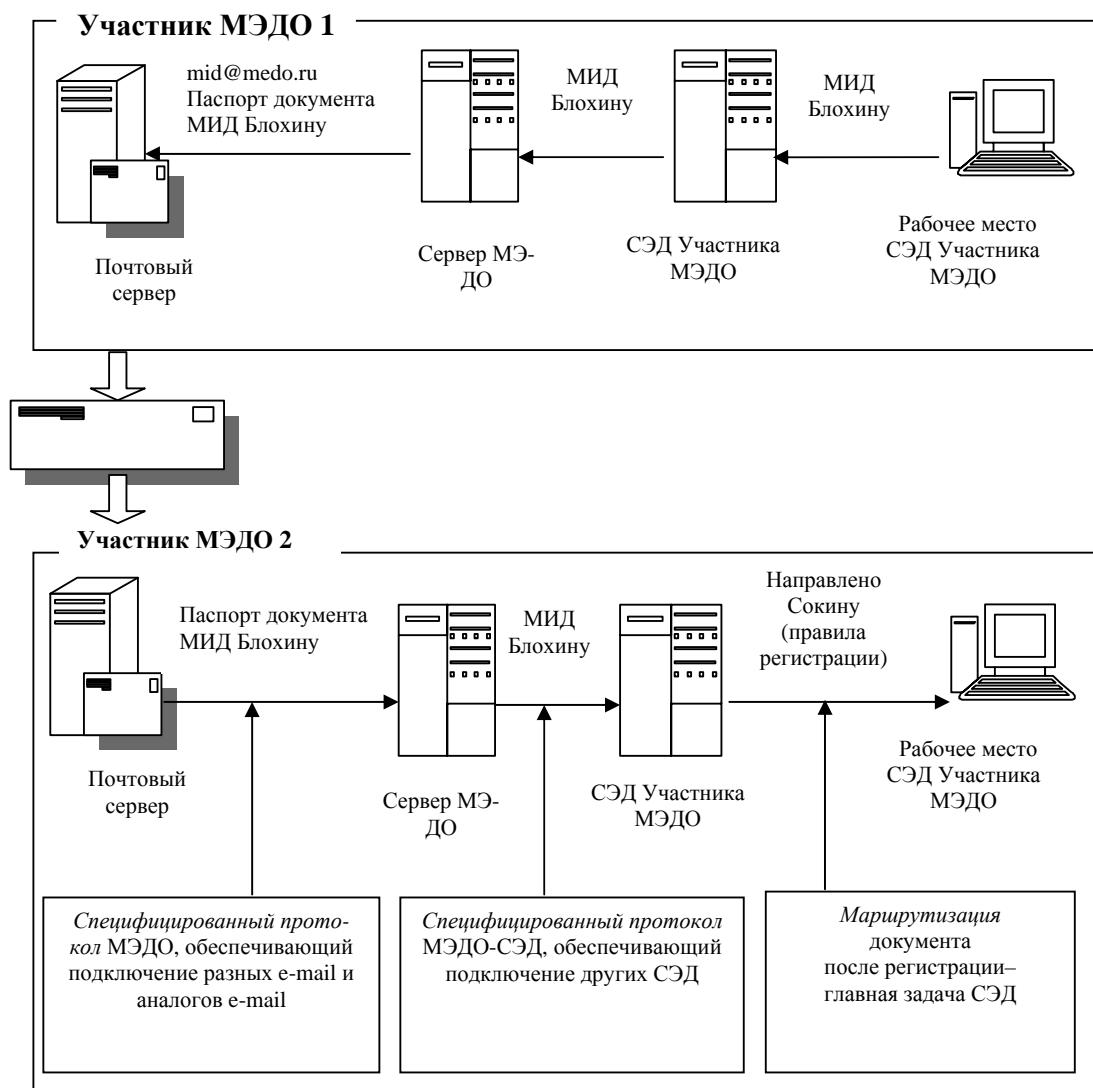 Участник МЭДО 1
mid@medo.ru
Паспорт документа
МИД Блохину
МИД
Блохину
МИД
Блохину
Почтовый
сервер
Сервер МЭ-
ДО
СЭД Участника
МЭДО
Рабочее место
СЭД Участника
МЭДО
Участник МЭДО 2
Паспорт документа
МИД Блохину
МИД
Блохину
Направлено
Сокину
(правила
регистрации)
Почтовый
сервер
Сервер МЭ-
ДО
СЭД Участника
МЭДО
Рабочее место
СЭД Участника
МЭДО
Специфицированный прото-
кол МЭДО, обеспечивающий
подключение разных e-mail и
аналогов e-mail
Специфицированный протокол
МЭДО-СЭД, обеспечивающий
подключение других СЭД
Маршрутизация
документа
после регистрации–
главная задача СЭД